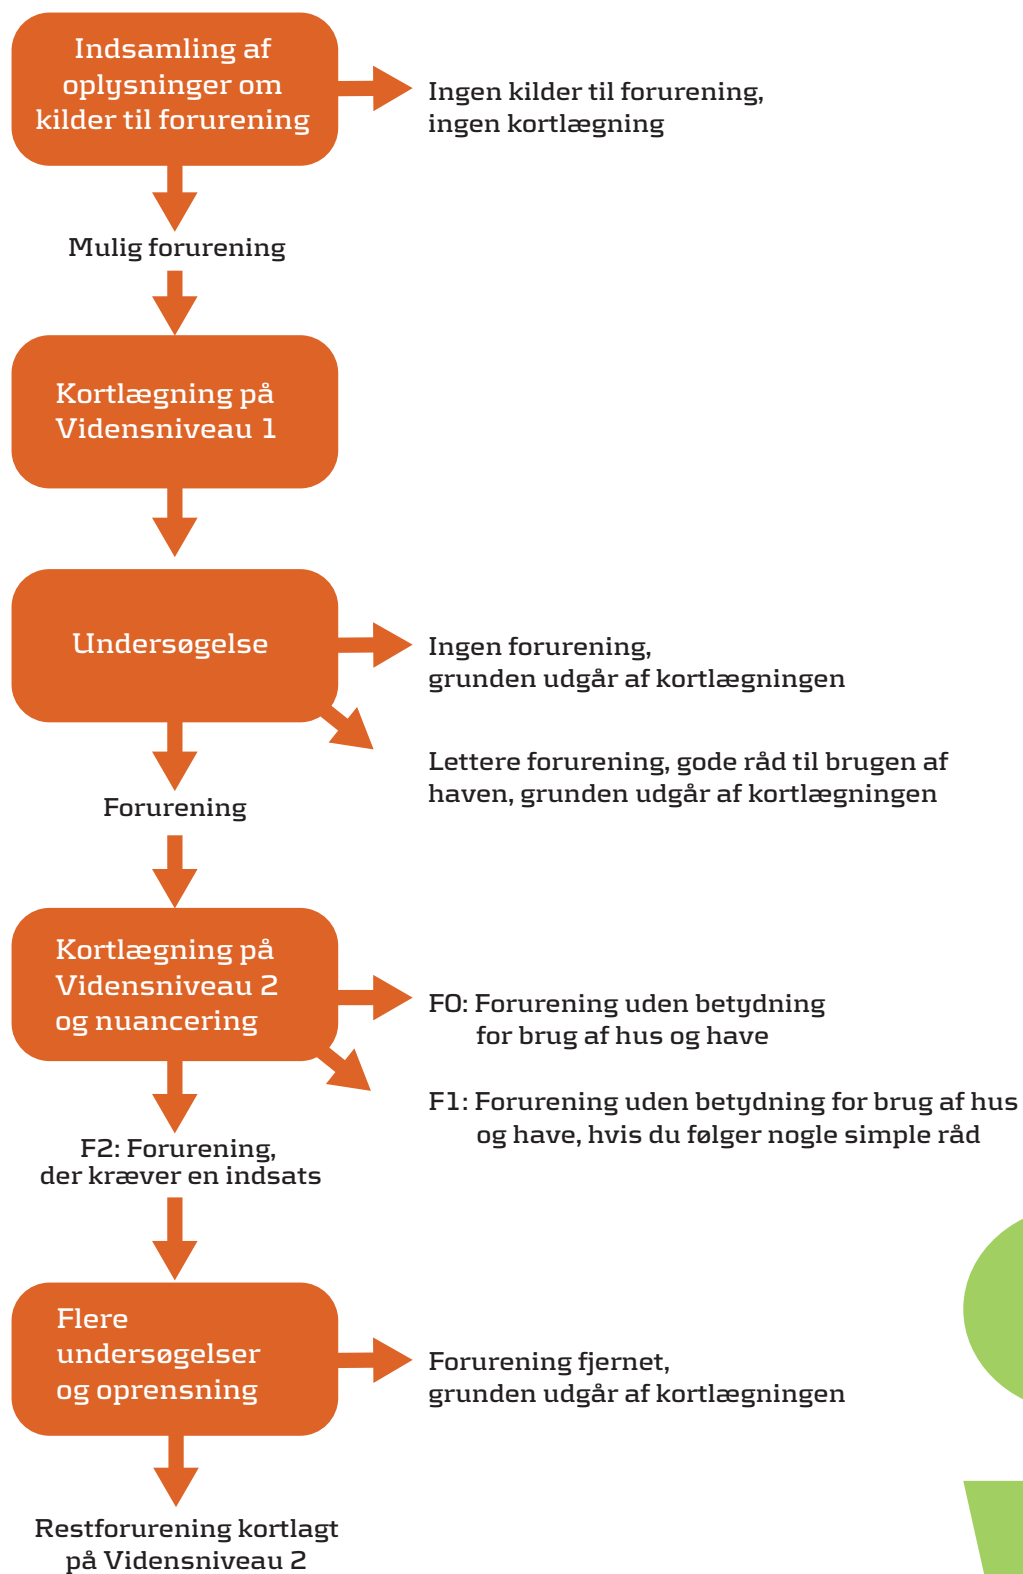 Indsamling af
oplysninger om
kilder til forurening
Ingen kilder til forurening,
ingen kortlægning
Mulig forurening
Kortlægning på
Vidensniveau 1
Undersøgelse
Ingen forurening,
grunden udgår af kortlægningen
Lettere forurening, gode råd til brugen af
haven, grunden udgår af kortlægningen
Forurening
Kortlægning på
Vidensniveau 2
og nuancering
F0: Forurening uden betydning
for brug af hus og have
F1: Forurening uden betydning for brug af hus
og have, hvis du følger nogle simple råd
F2: Forurening,
der kræver en indsats
Flere
undersøgelser
og oprensning
Forurening fjernet,
grunden udgår af kortlægningen
Restforurening kortlagt
på Vidensniveau 2